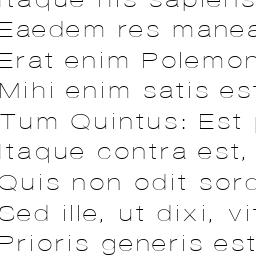 Itaque his sapiens
Eaedem res manea
Erat enim Polemon
Mihi enim satis est
Tum Quintus: Est
Itaque contra est,
Quis non odit sord
Sed ille, ut dixi, vit
Prioris generis est